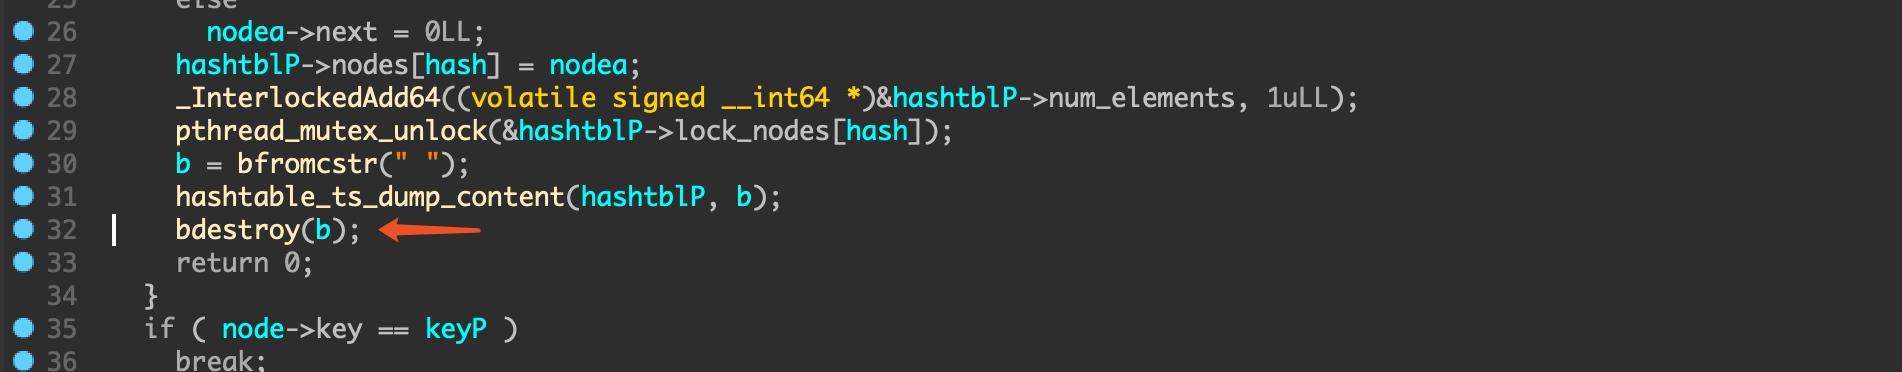 25 else
26 nodea->next = 0LL;
27 hashtblP->nodes[hash] = nodea;
28 _InterlockedAdd64((volatile signed __int64 *)&hashtblP->num_elements, 1uLL);
29 pthread_mutex_unlock(&hashtblP->lock_nodes[hash]);
30 b = bfromcstr(" ");
31 hashtable_ts_dump_content(hashtblP, b);
32 bdestroy(b);
33 return 0;
34 }
35 if ( node->key == keyP )
36 break;